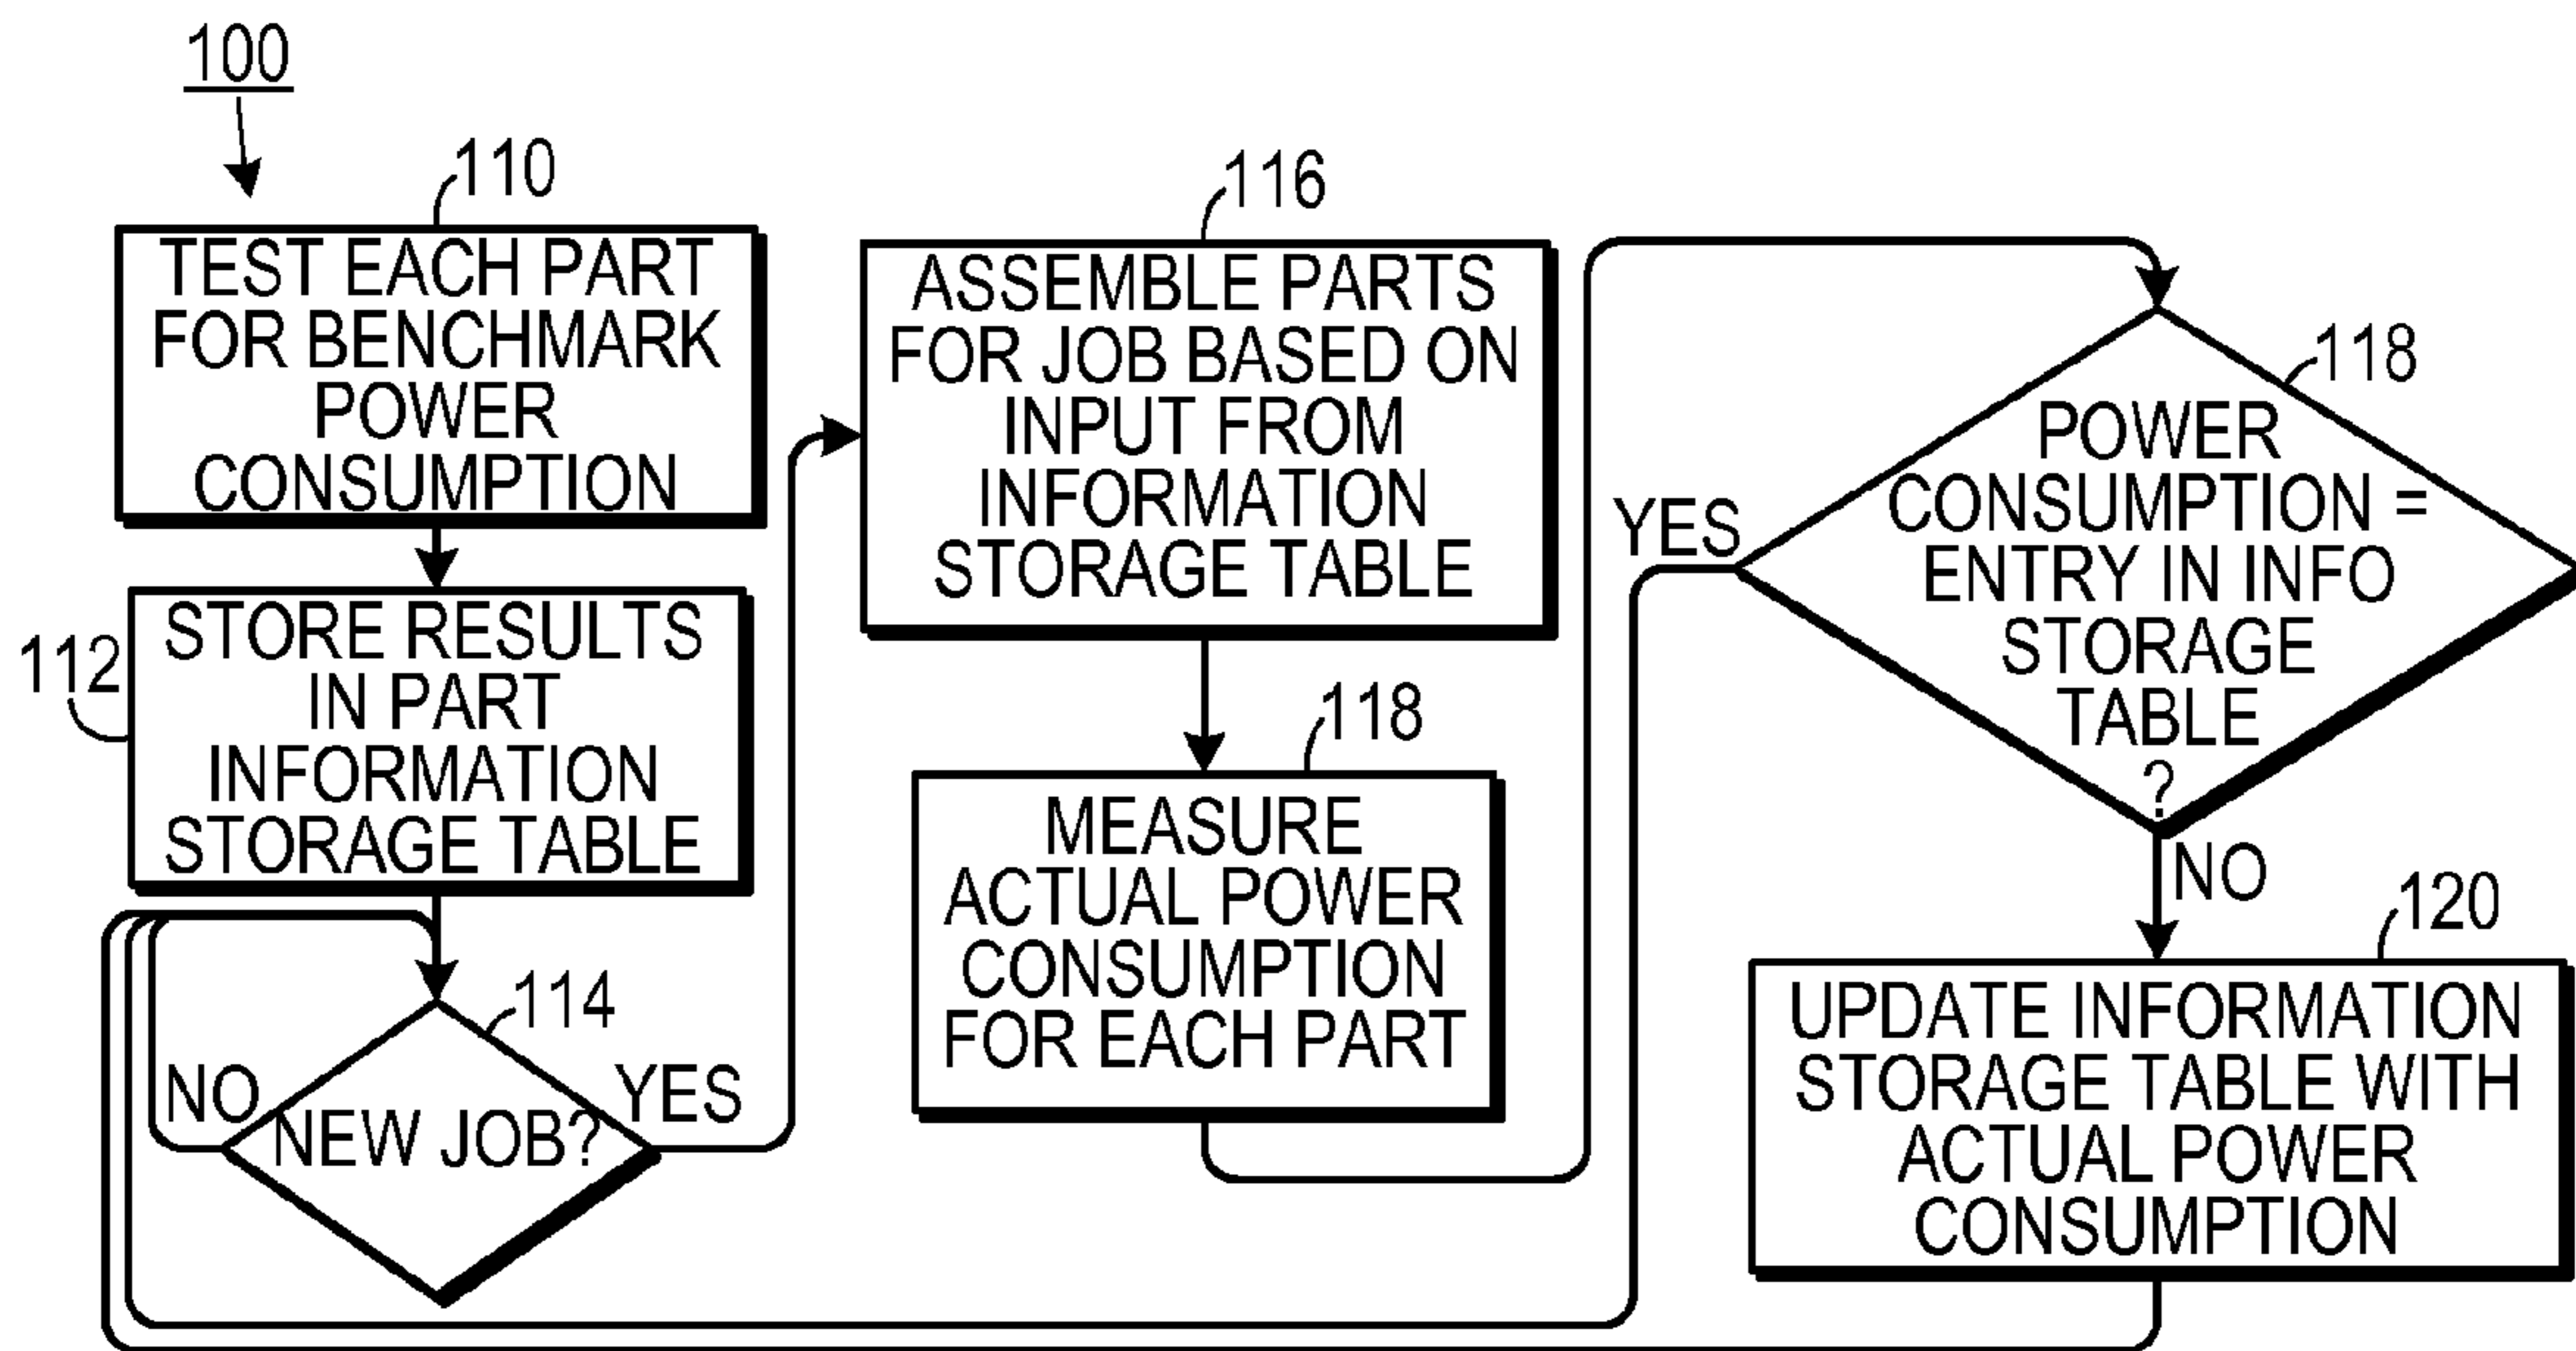 100
110
TEST EACH PART
FOR BENCHMARK
POWER
CONSUMPTION
112
STORE RESULTS
IN PART
INFORMATION
STORAGE TABLE
114
NO
NEW JOB?
YES
116
ASSEMBLE PARTS
FOR JOB BASED ON
INPUT FROM
INFORMATION
STORAGE TABLE
118
MEASURE
ACTUAL POWER
CONSUMPTION
FOR EACH PART
118
POWER
CONSUMPTION =
ENTRY IN INFO
STORAGE
TABLE
?
YES
NO
120
UPDATE INFORMATION
STORAGE TABLE WITH
ACTUAL POWER
CONSUMPTION